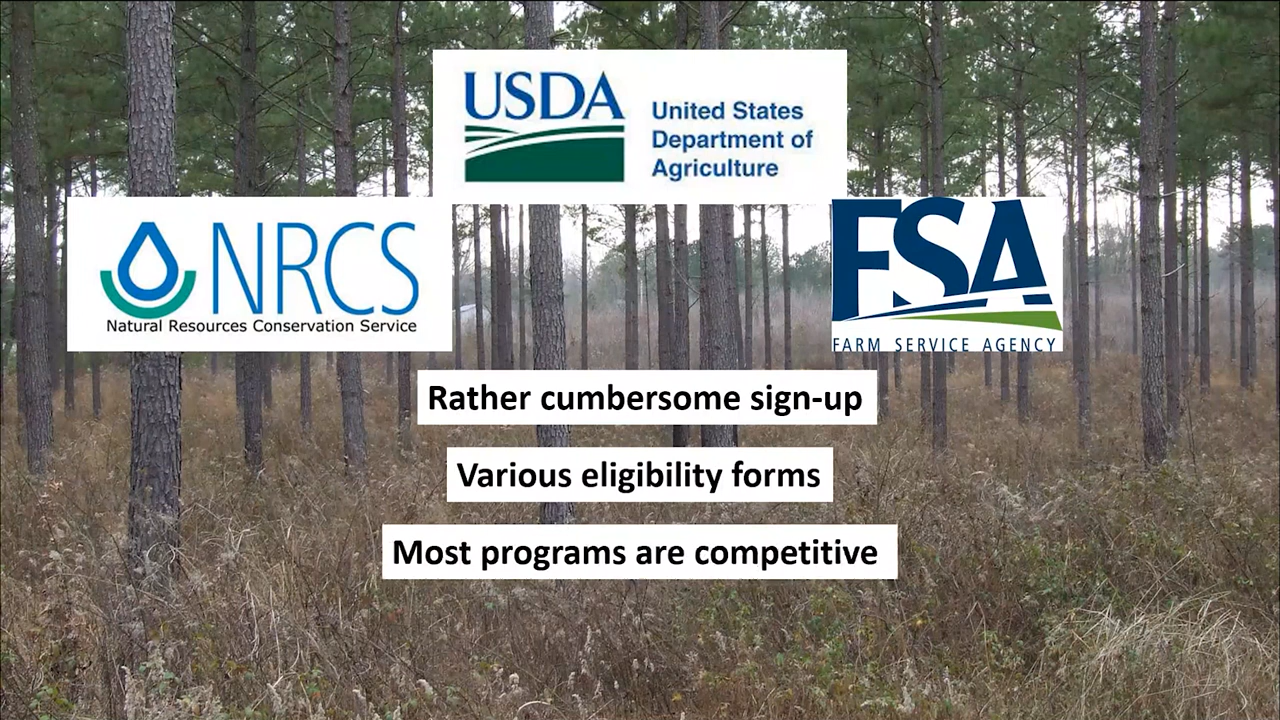 USDA
United States
Department of
Agriculture
NRCS
Natural Resources Conservation Service
FSA
FARM SERVICE AGENCY
Rather cumbersome sign-up
Various eligibility forms
Most programs are competitive